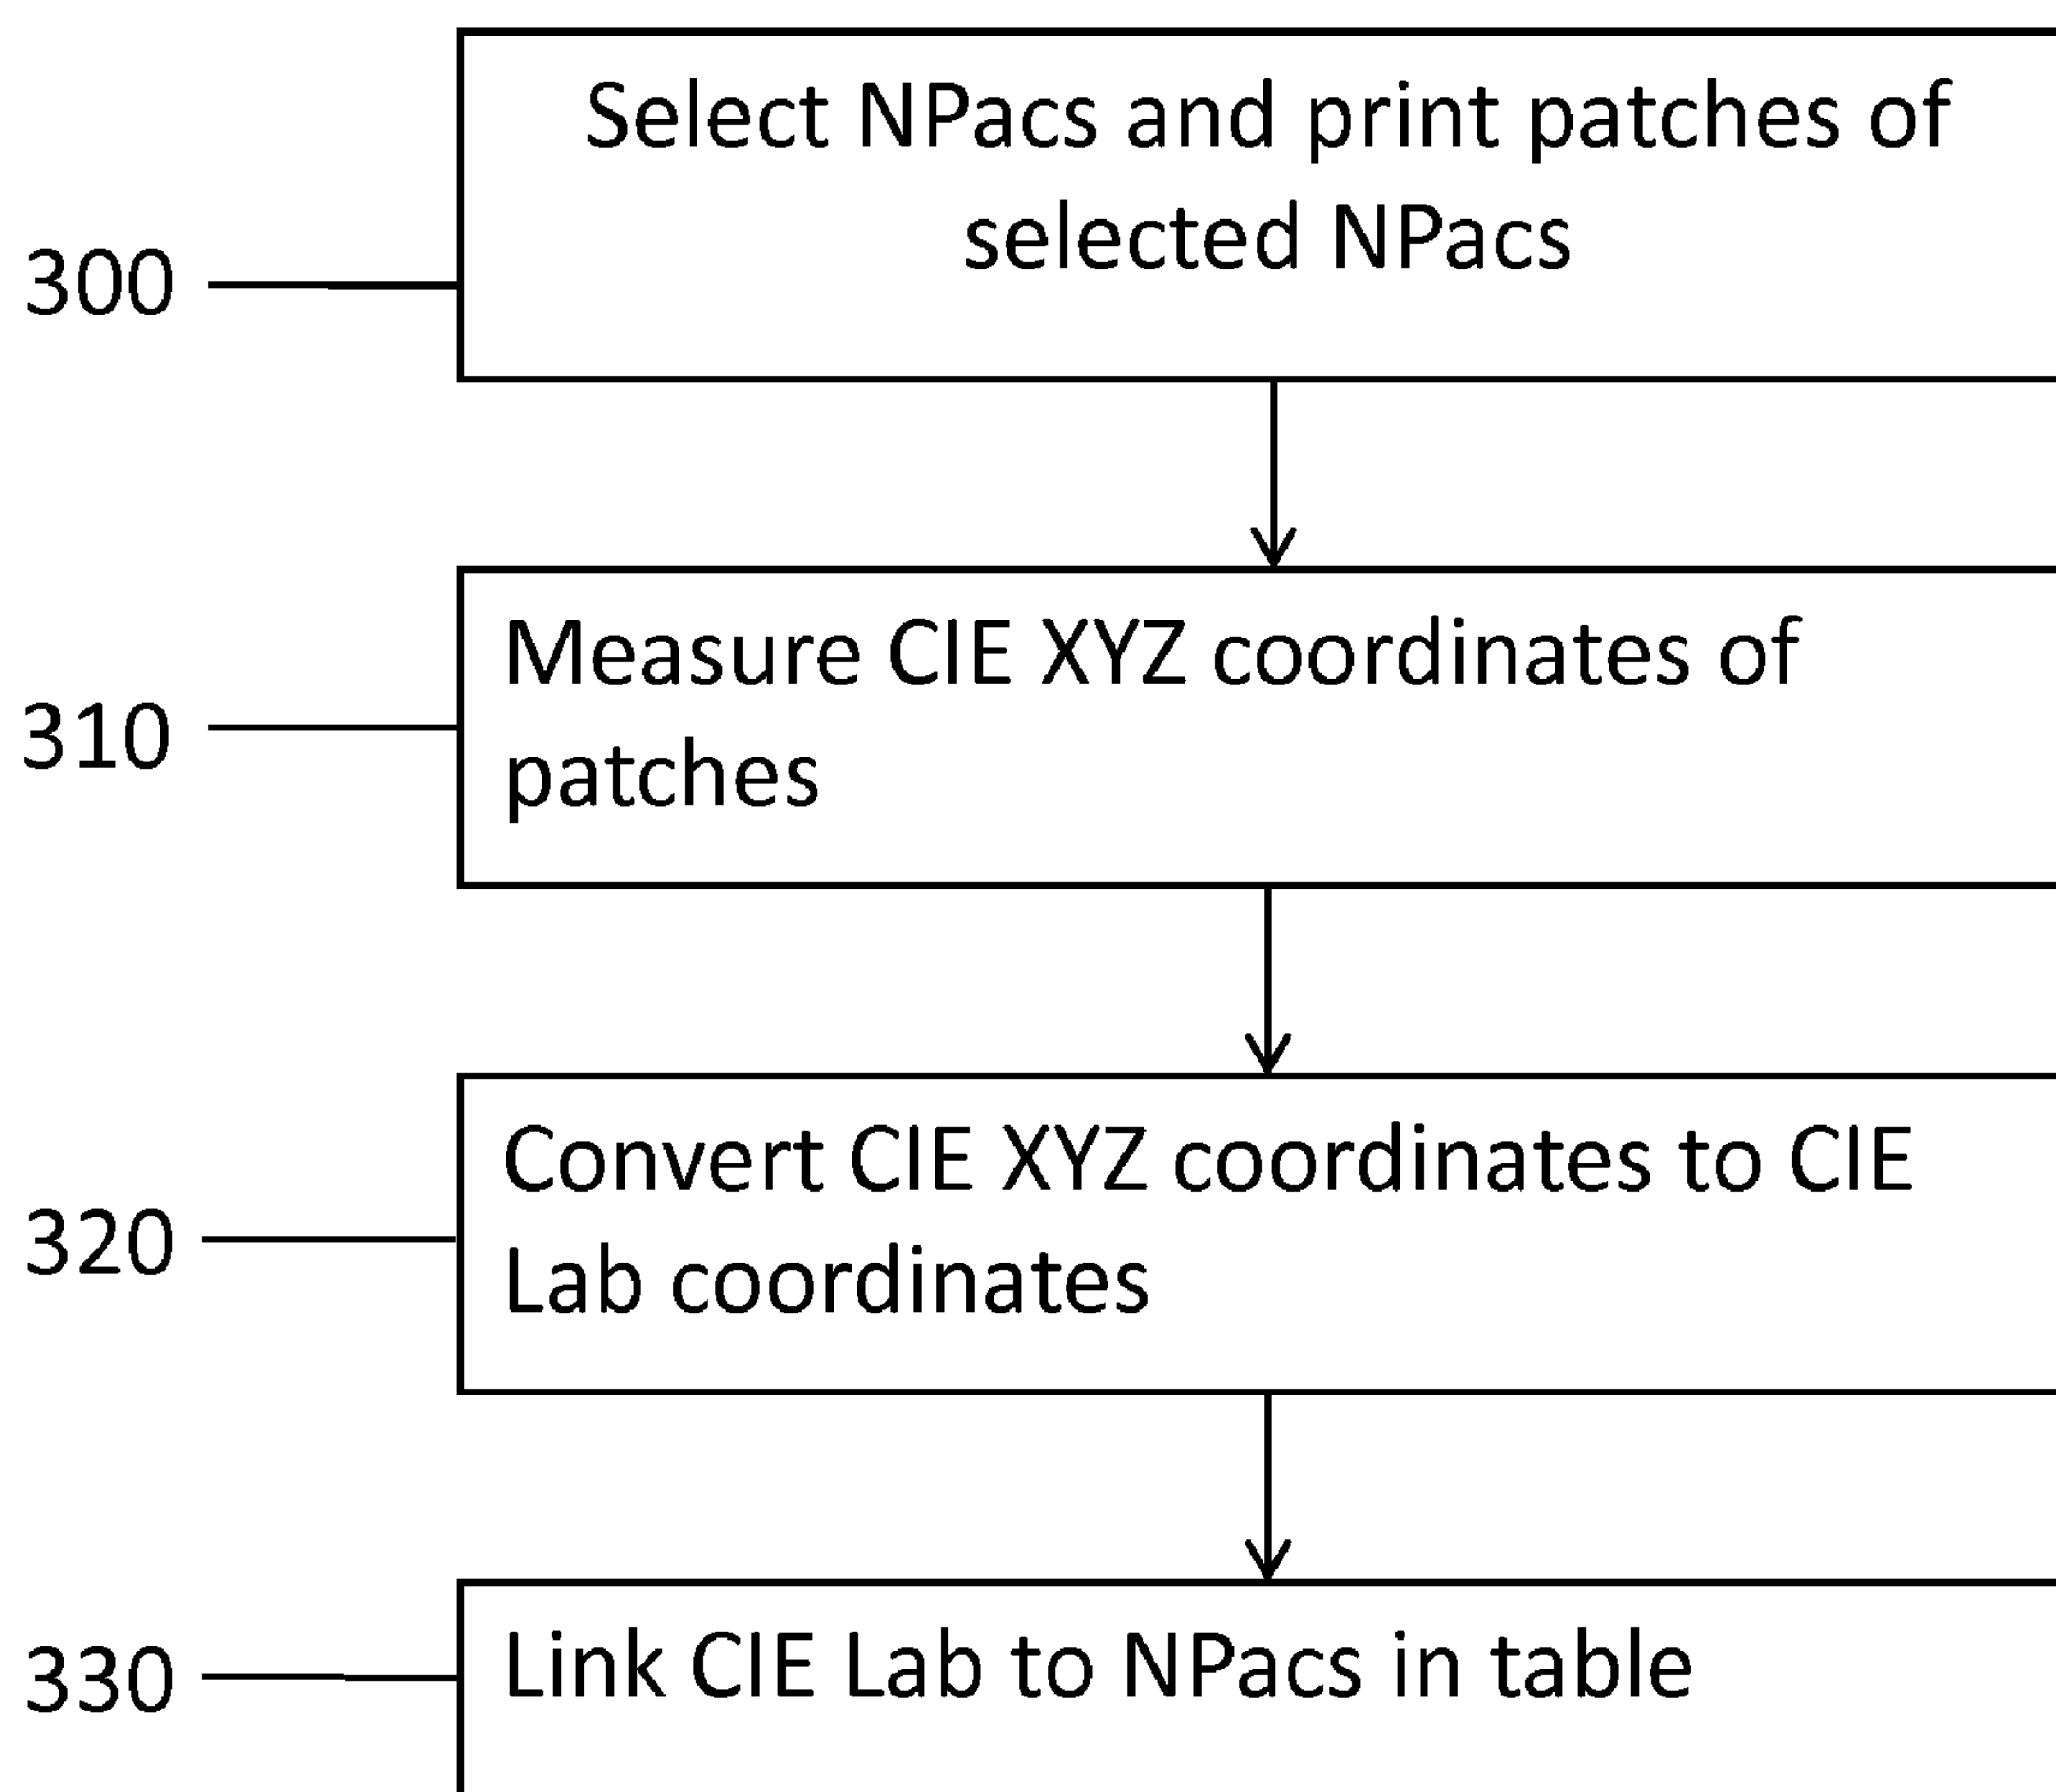 Select NPacs and print patches of
selected NPacs
300
Measure CIE XYZ coordinates of
patches
310
Convert CIE XYZ coordinates to CIE
Lab coordinates
320
Link CIE Lab to NPacs in table
330